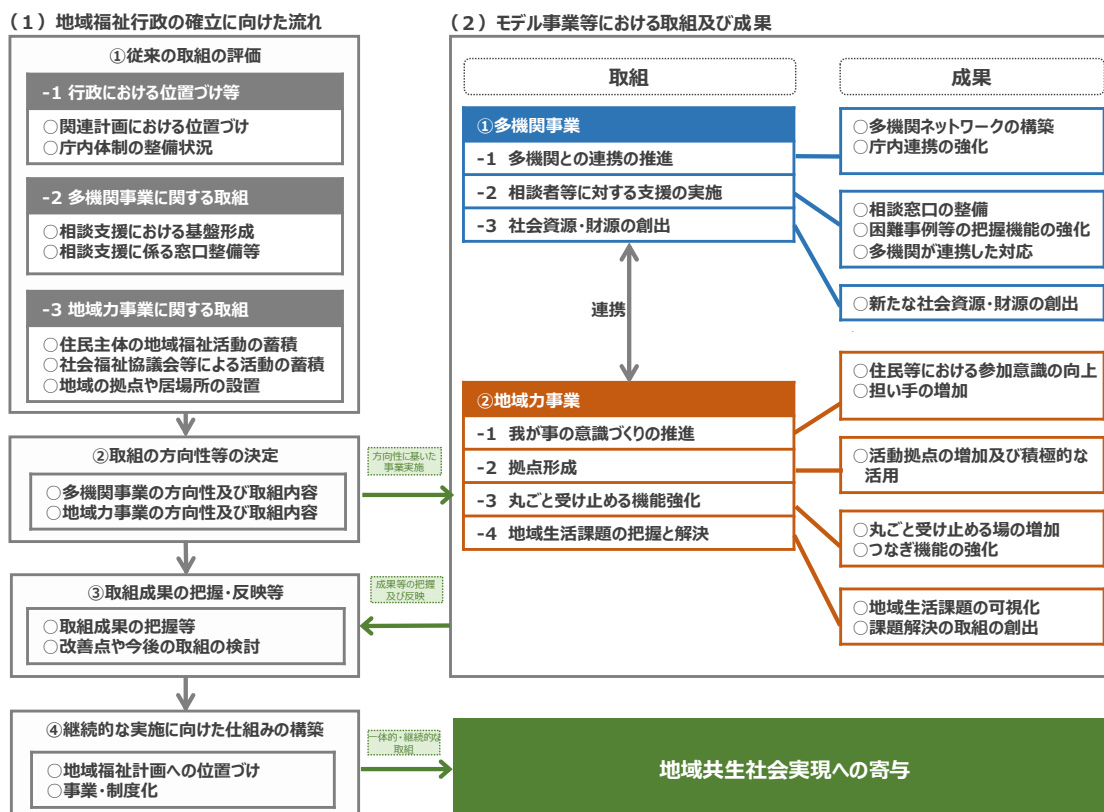 （１）地域福祉行政の確立に向けた流れ
①従来の取組の評価
-1 行政における位置づけ等
○関連計画における位置づけ
○庁内体制の整備状況
-2 多機関事業に関する取組
○相談支援における基盤形成
○相談支援に係る窓口整備等
-3 地域力事業に関する取組
○住民主体の地域福祉活動の蓄積
○社会福祉協議会等による活動の蓄積
○地域の拠点や居場所の設置
②取組の方向性等の決定
○多機関事業の方向性及び取組内容
○地域力事業の方向性及び取組内容
③取組成果の把握・反映等
○取組成果の把握等
○改善点や今後の取組の検討
④継続的な実施に向けた仕組みの構築
○地域福祉計画への位置づけ
○事業・制度化
方向性に基いた
事業実施
成果等の把握
及び反映
一体的・継続的な
取組
（２）モデル事業等における取組及び成果
取組
成果
①多機関事業
-1 多機関との連携の推進
-2 相談者等に対する支援の実施
-3 社会資源・財源の創出
○多機関ネットワークの構築
○庁内連携の強化
○相談窓口の整備
○困難事例等の把握機能の強化
○多機関が連携した対応
○新たな社会資源・財源の創出
連携
②地域力事業
-1 我が事の意識づくりの推進
-2 拠点形成
-3 丸ごと受け止める機能強化
-4 地域生活課題の把握と解決
○住民等における参加意識の向上
○担い手の増加
○活動拠点の増加及び積極的な
活用
○丸ごと受け止める場の増加
○つなぎ機能の強化
○地域生活課題の可視化
○課題解決の取組の創出
地域共生社会実現への寄与